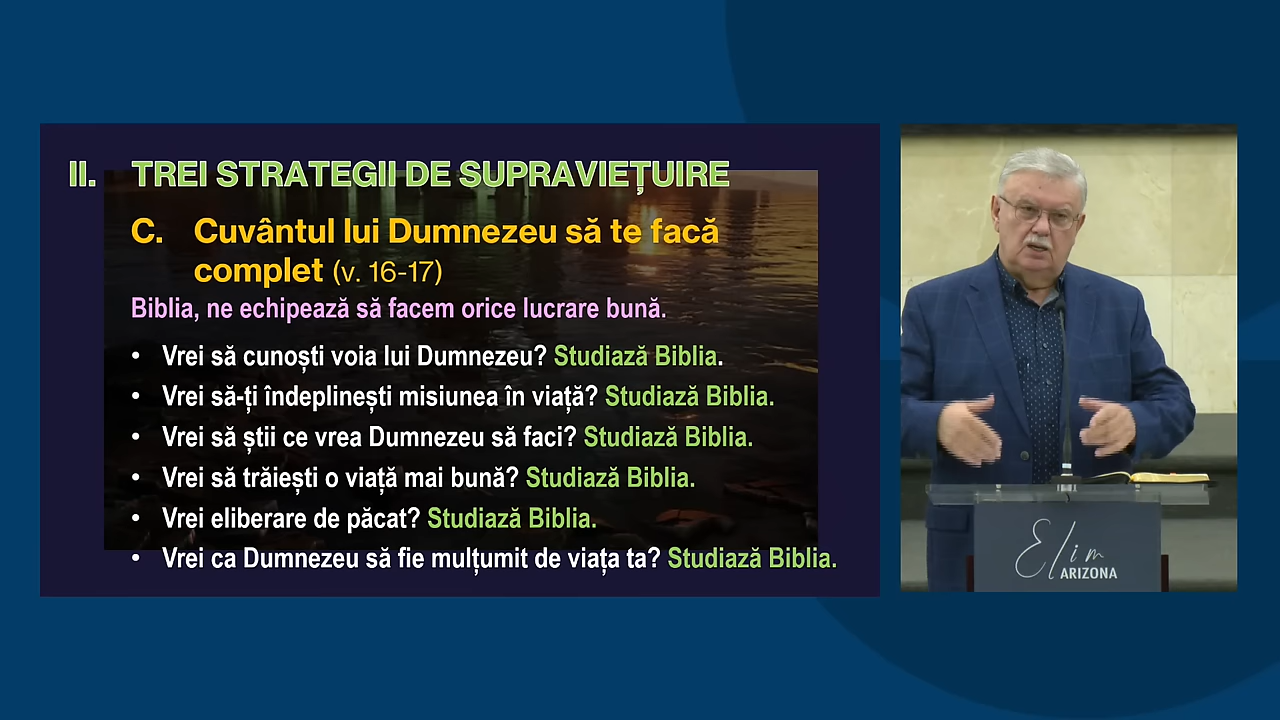 II. TREI STRATEGII DE SUPRAVIEȚUIRE
C. Cuvântul lui Dumnezeu să te facă
complet (v. 16-17)
Biblia, ne echipează să facem orice lucrare bună.
• Vrei să cunoști voia lui Dumnezeu? Studiază Biblia.
• Vrei să-ți îndeplinești misiunea în viață? Studiază Biblia.
• Vrei să știi ce vrea Dumnezeu să faci? Studiază Biblia.
• Vrei să trăiești o viață mai bună? Studiază Biblia.
• Vrei eliberare de păcat? Studiază Biblia.
• Vrei ca Dumnezeu să fie mulțumit de viața ta? Studiază Biblia.
Elim
ARIZONA